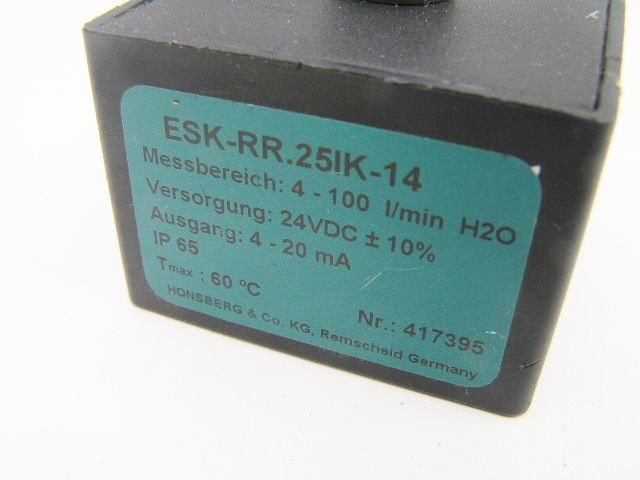 ESK-RR.25IK-14
Messbereich: 4 - 100 l/min H2O
Versorgung: 24VDC ± 10%
Ausgang: 4 - 20 mA
IP 65
Tmax : 60 ºC
Nr.: 417395
HONSBERG & Co. KG, Remscheid Germany